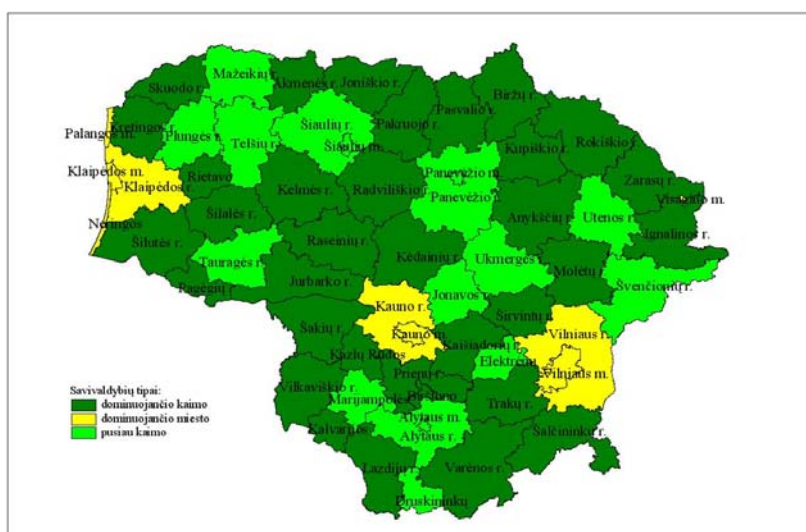 Mažeikių r.
Akmenės r.
Joniškio r.
Skuodo r.
Biržų r.
Pasvalio r.
Pakruojo r.
Šiaulių r.
Šiaulių m.
Kretingos r.
Palangos m.
Plungės r.
Telšių r.
Kupiškio r.
Rokiškio r.
Panevėžio m.
Panevėžio r.
Klaipėdos m.
Klaipėdos r.
Rietavo
Kelmės r.
Radviliškio r.
Zarasų r.
Visagino m.
Anykščių r.
Utenos r.
Ignalinos r.
Neringos
Šilalės r.
Šilutės r.
Raseinių r.
Kėdainių r.
Ukmergės r.
Molėtų r.
Tauragės r.
Pagėgių r.
Jurbarko r.
Jonavos r.
Švenčionių r.
Kauno r.
Širvintų r.
Šakių r.
Kauno m.
Vilniaus r.
Kaišiadorių r.
Kazlų Rūdos
Elektrėnų
Vilniaus m.
Prienų r.
Vilkaviškio r.
Marijampolės
Birštono
Trakų r.
Alytaus m.
Alytaus r.
Kalvarijos
Šalčininkų r.
Lazdijų r.
Varėnos r.
Druskininkų
Savivaldybių tipai:
dominuojančio kaimo
dominuojančio miesto
pusiau kaimo